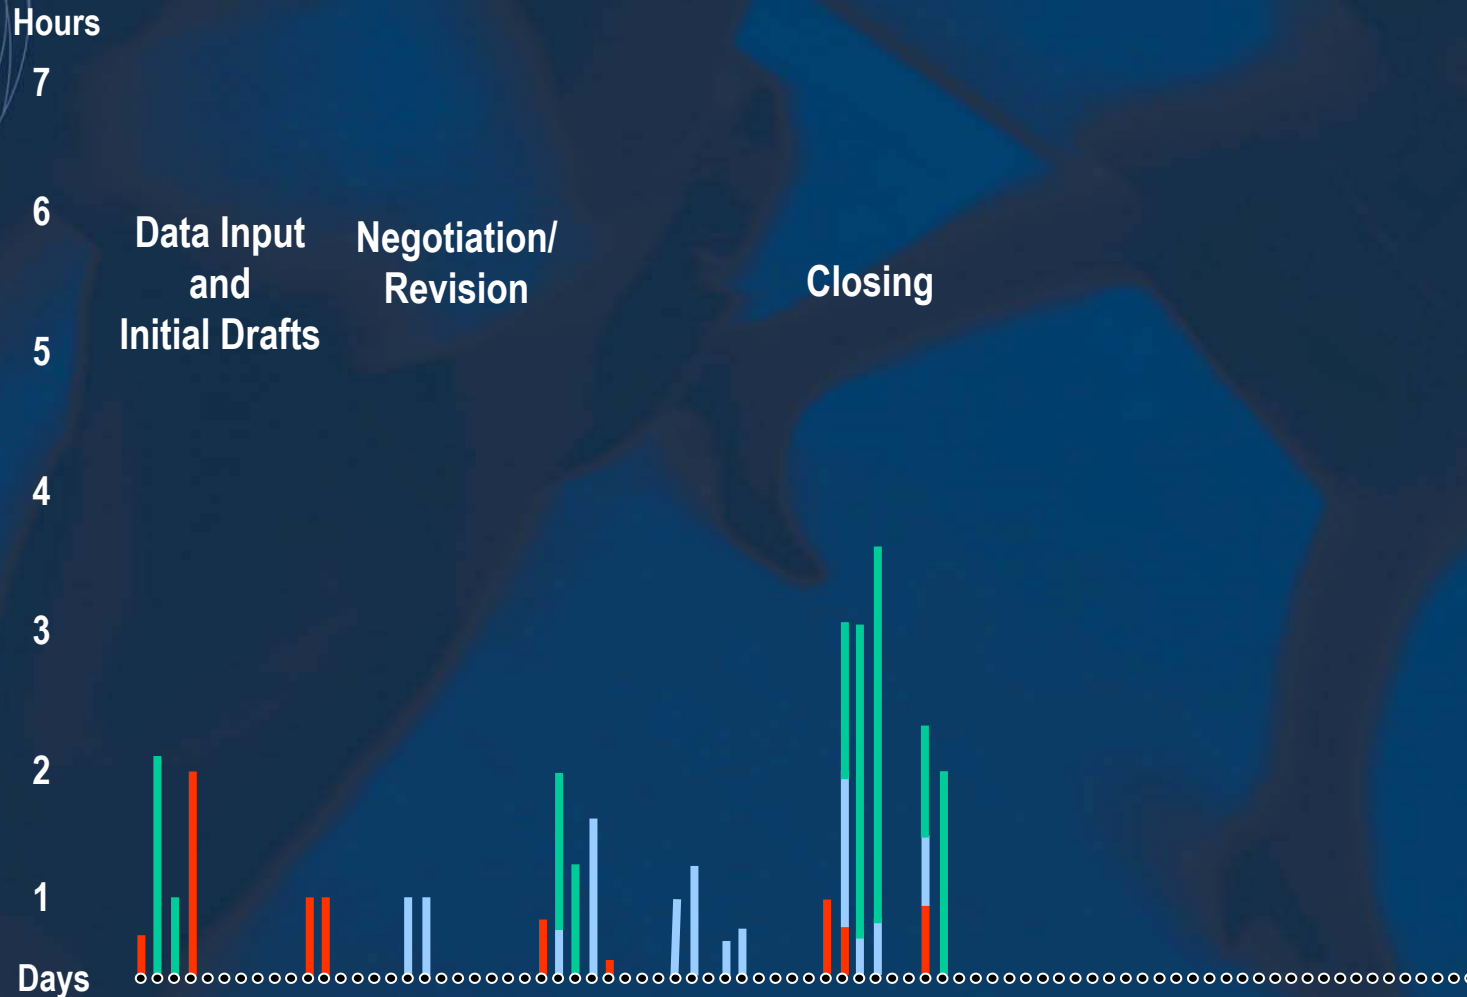 Hours
7
6
Data Input
and
Initial Drafts
Negotiation/
Revision
Closing
5
4
3
2
1
Days